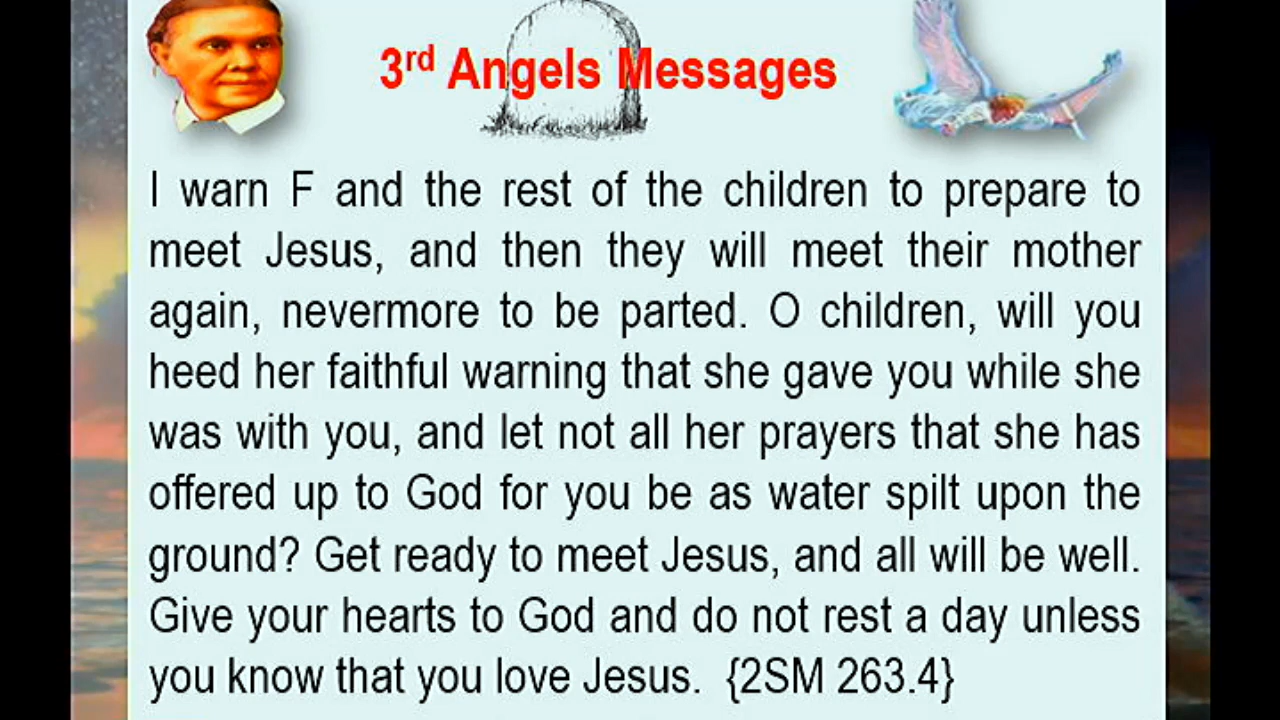 3rd Angels Messages
I warn F and the rest of the children to prepare to
meet Jesus, and then they will meet their mother
again, nevermore to be parted. O children, will you
heed her faithful warning that she gave you while she
was with you, and let not all her prayers that she has
offered up to God for you be as water spilt upon the
ground? Get ready to meet Jesus, and all will be well.
Give your hearts to God and do not rest a day unless
you know that you love Jesus. {2SM 263.4}